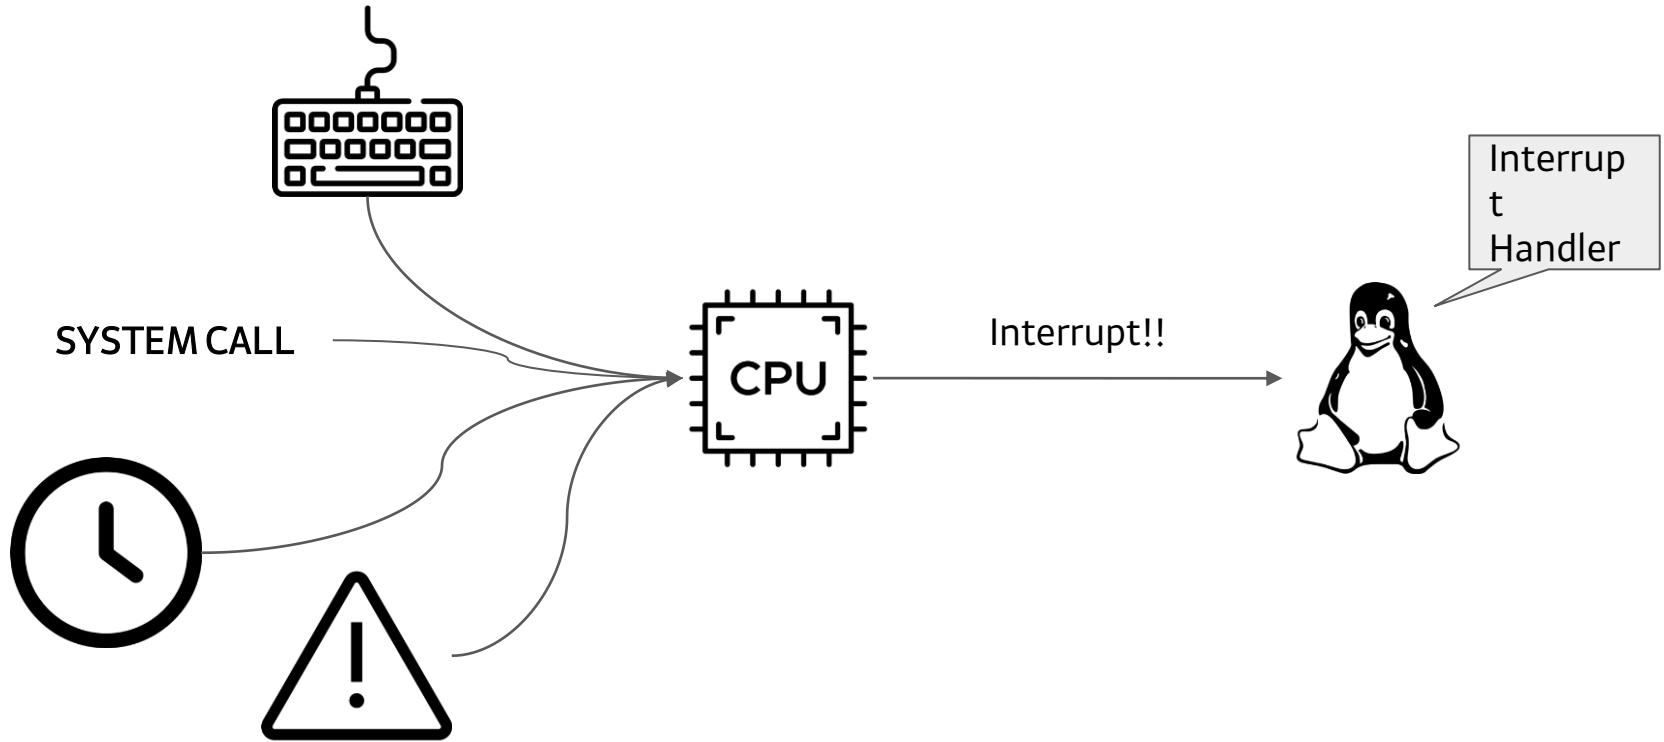 Interrup
t
Handler
SYSTEM CALL
Interrupt!!
CPU